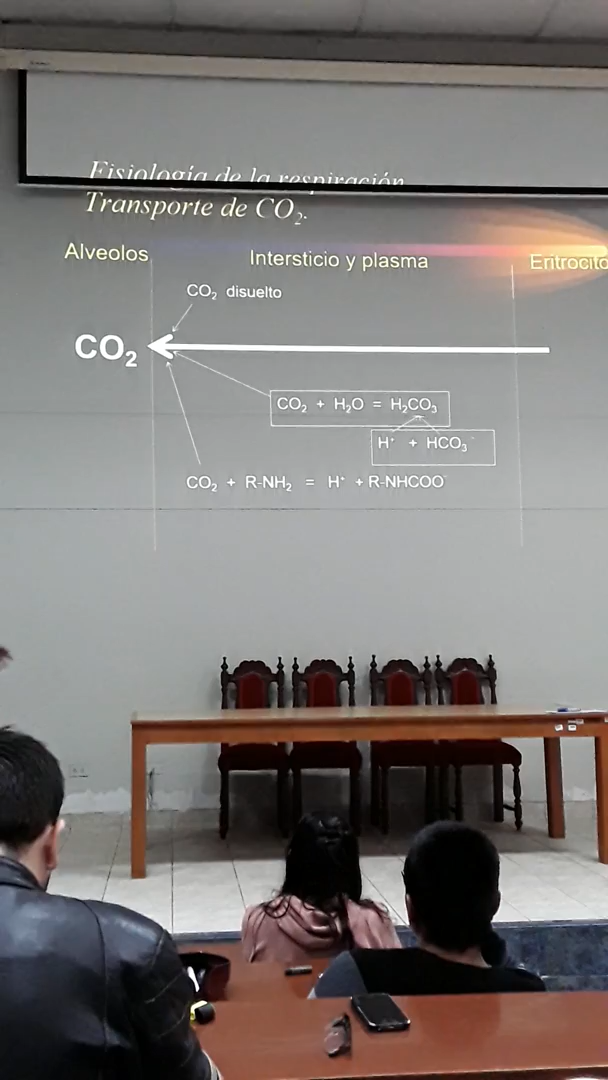 Fisiología de la respiración
Transporte de CO₂.
Alveolos Intersticio y plasma Eritrocito
CO₂ disuelto
CO₂
CO₂ + H₂O = H₂CO₃
H⁺ + HCO₃⁻
CO₂ + R-NH₂ = H⁺ + R-NHCOO⁻